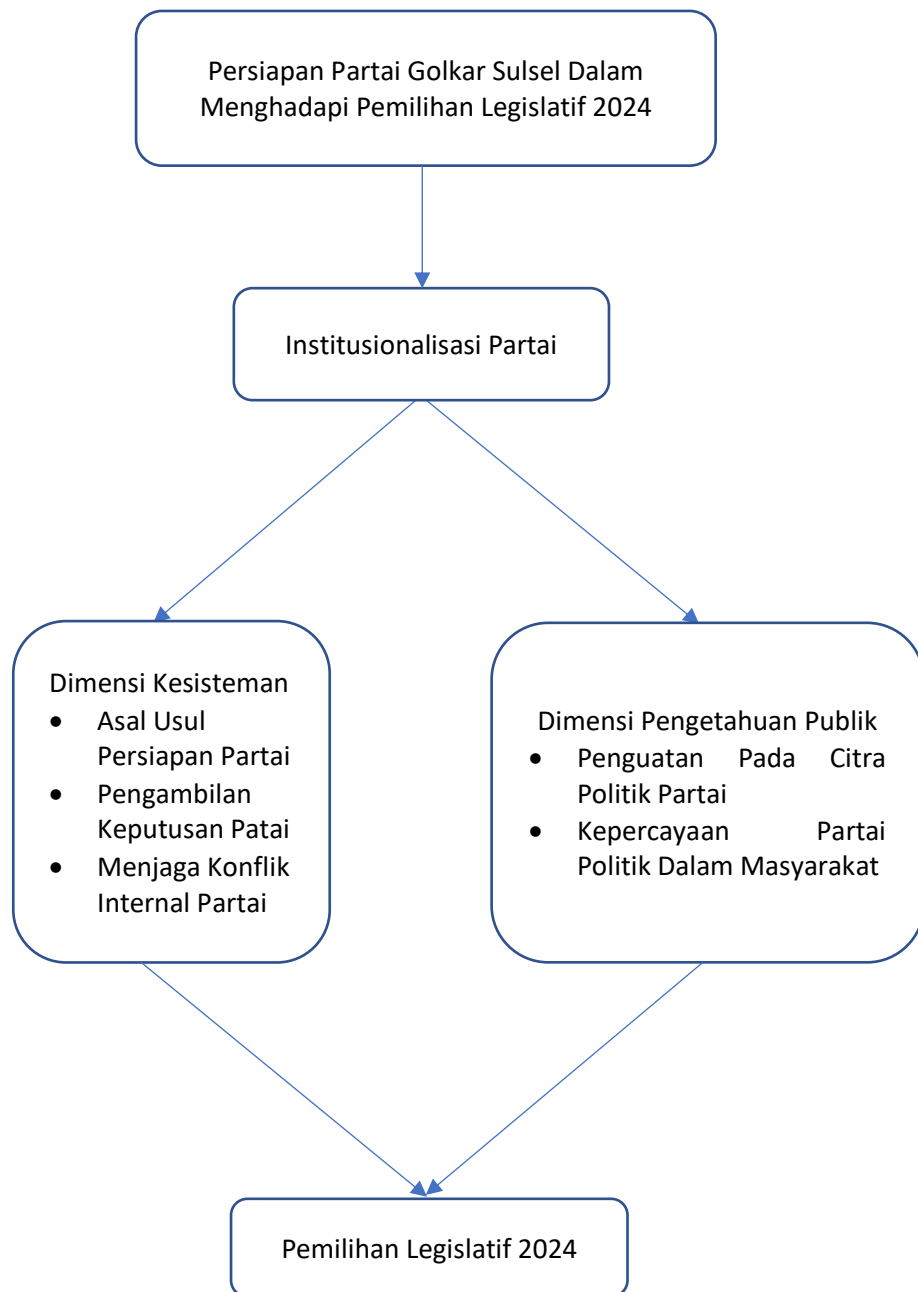 Persiapan Partai Golkar Sulsel Dalam
Menghadapi Pemilihan Legislatif 2024
Institusionalisasi Partai
Dimensi Kesisteman
• Asal Usul
Persiapan Partai
• Pengambilan
Keputusan Patai
• Menjaga Konflik
Internal Partai
Dimensi Pengetahuan Publik
• Penguatan Pada Citra
Politik Partai
• Kepercayaan Partai
Politik Dalam Masyarakat
Pemilihan Legislatif 2024